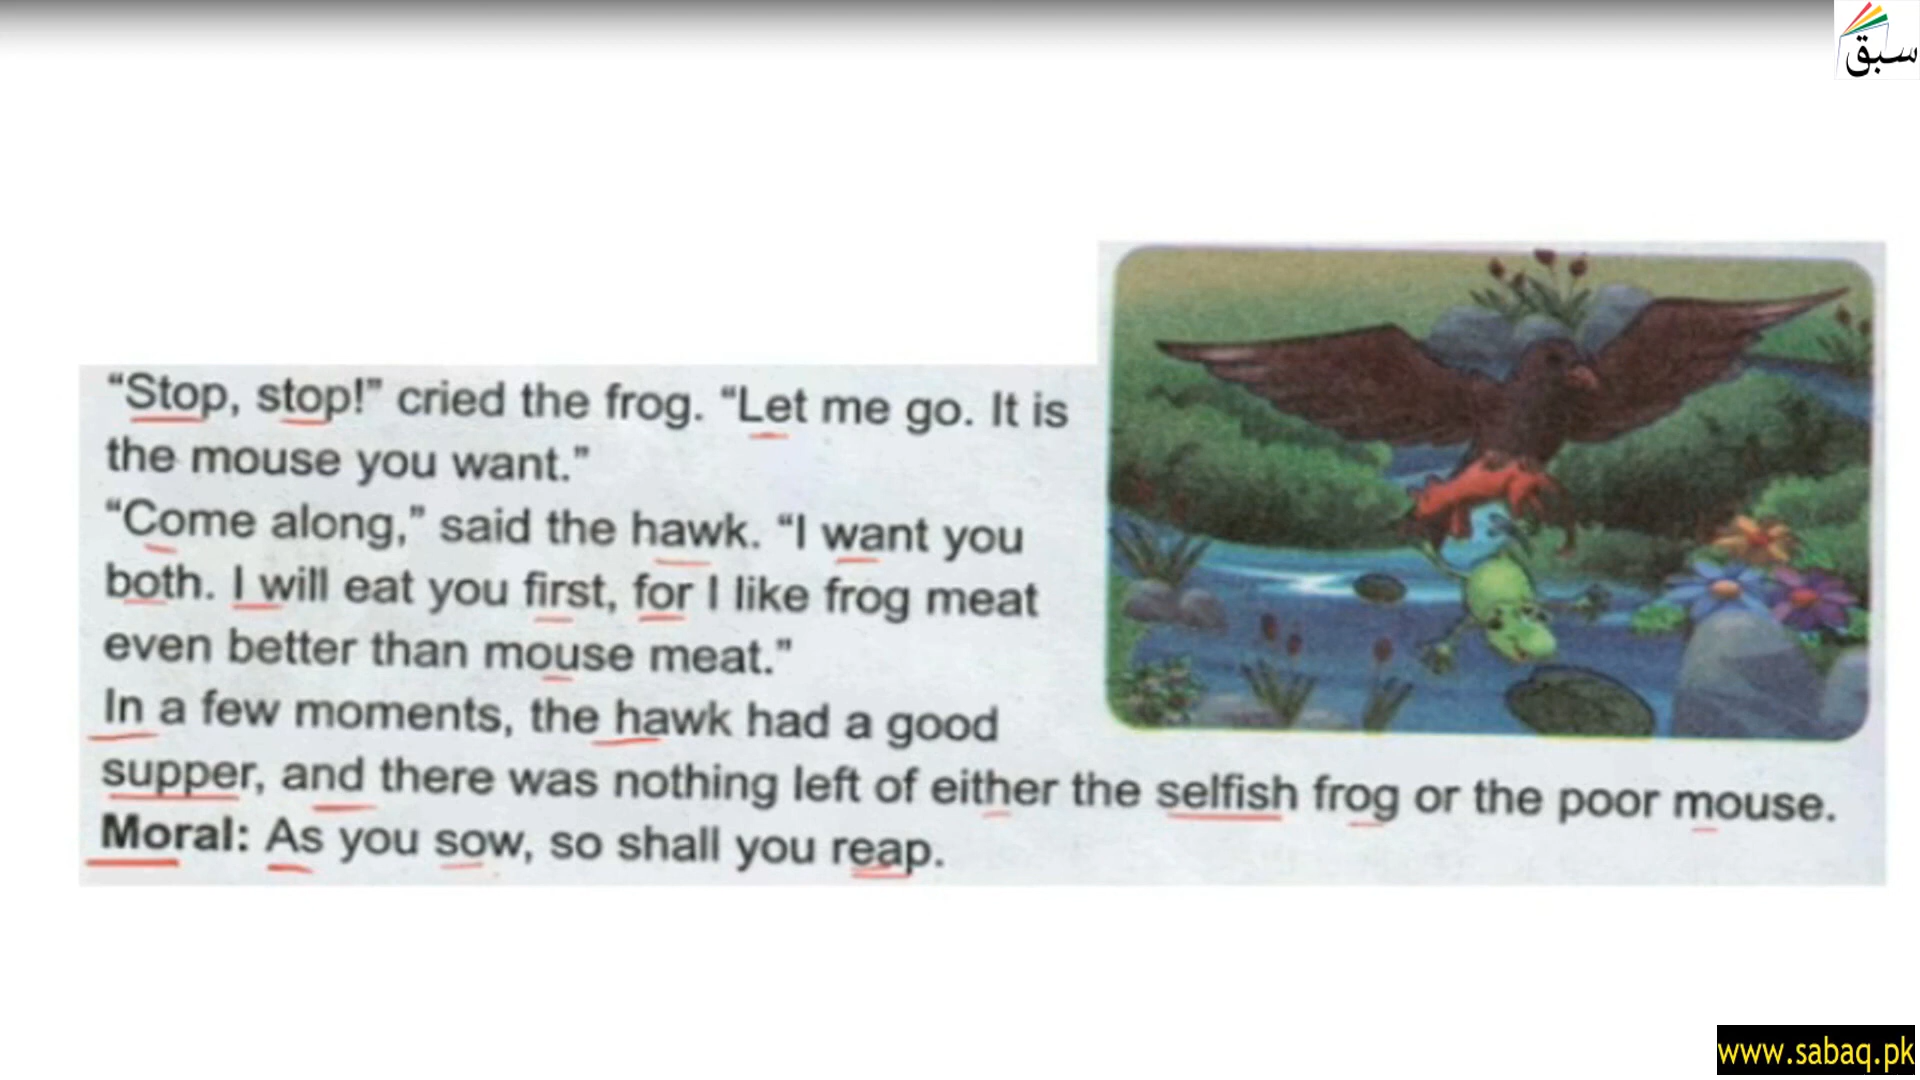 سبق
“Stop, stop!” cried the frog. “Let me go. It is
the mouse you want.”
“Come along,” said the hawk. “I want you
both. I will eat you first, for I like frog meat
even better than mouse meat.”
In a few moments, the hawk had a good
supper, and there was nothing left of either the selfish frog or the poor mouse.
Moral: As you sow, so shall you reap.
www.sabaq.pk